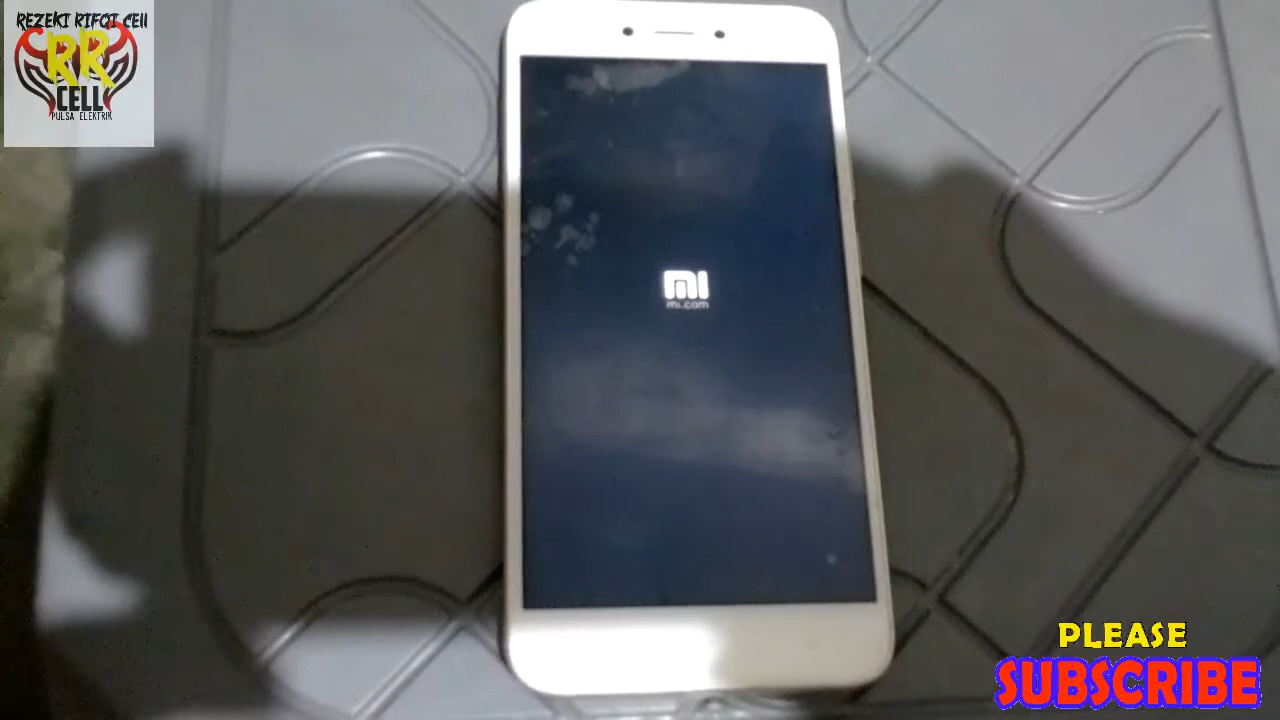 REZEKI RIFQI CEll
RR
CELL
PULSA ELEKTRIK
mi
mi.com
PLEASE
SUBSCRIBE